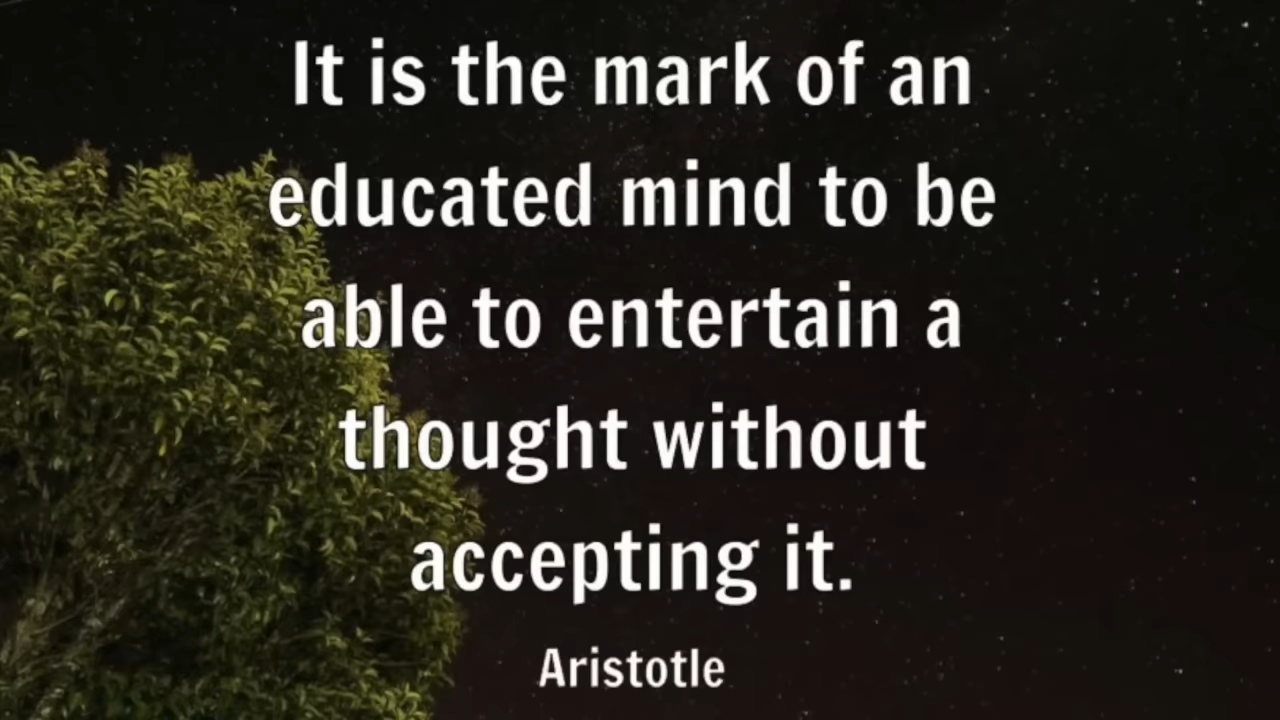 It is the mark of an
educated mind to be
able to entertain a
thought without
accepting it.
Aristotle